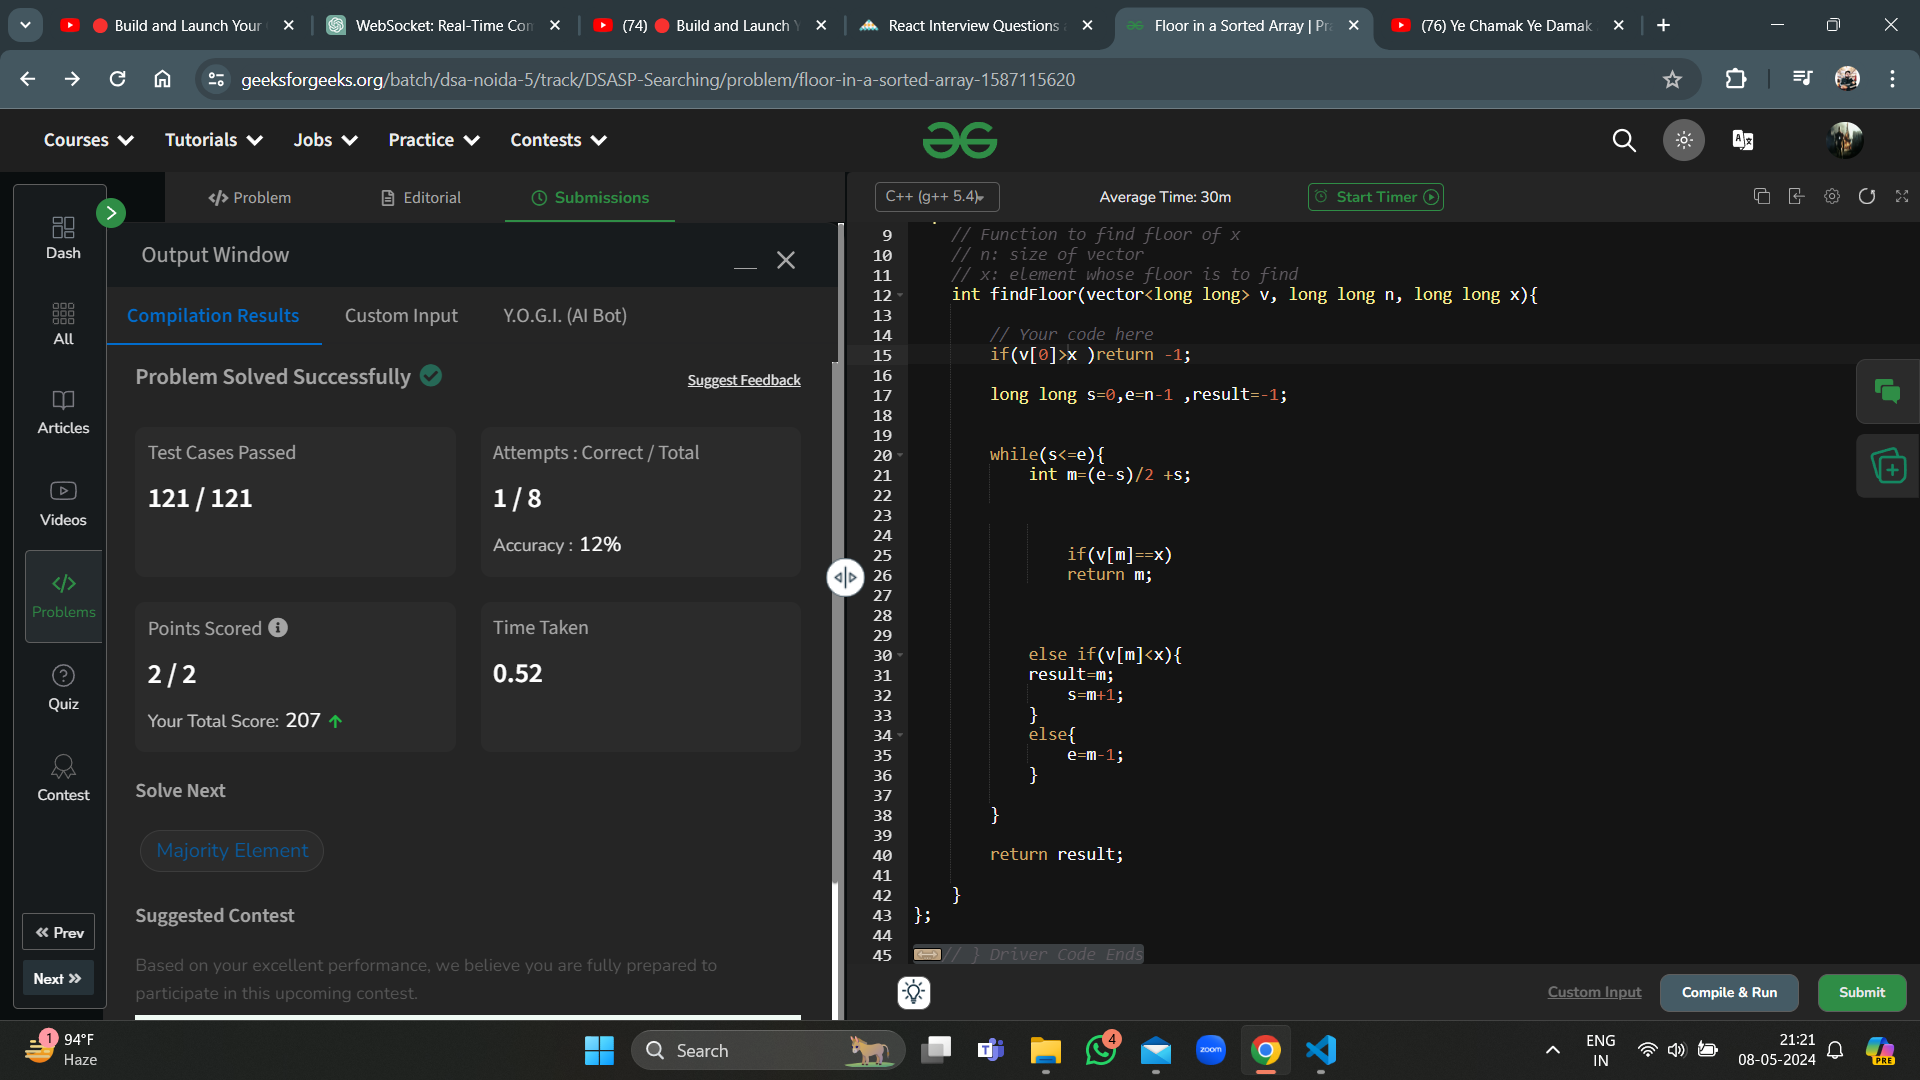 Build and Launch Your
WebSocket: Real-Time Con
(74) Build and Launch Y
React Interview Questions a
Floor in a Sorted Array | Pra
(76) Ye Chamak Ye Damak
geeksforgeeks.org/batch/dsa-noida-5/track/DSASP-Searching/problem/floor-in-a-sorted-array-1587115620
Courses
Tutorials
Jobs
Practice
Contests
Dash
All
Articles
Videos
</>
Problems
Quiz
Contest
Prev
Next
</> Problem
Editorial
Submissions
Output Window
Compilation Results
Custom Input
Y.O.G.I. (AI Bot)
Problem Solved Successfully
Suggest Feedback
Test Cases Passed
121 / 121
Attempts : Correct / Total
1 / 8
Accuracy : 12%
Points Scored
2 / 2
Your Total Score: 207
Time Taken
0.52
Solve Next
Majority Element
Suggested Contest
Based on your excellent performance, we believe you are fully prepared to
participate in this upcoming contest.
C++ (g++ 5.4)
Average Time: 30m
Start Timer
9 // Function to find floor of x
10 // n: size of vector
11 // x: element whose floor is to find
12 int findFloor(vector<long long> v, long long n, long long x){
13
14 // Your code here
15 if(v[0]>x )return -1;
16
17 long long s=0,e=n-1 ,result=-1;
18
19
20 while(s<=e){
21 int m=(e-s)/2 +s;
22
23
24
25 if(v[m]==x)
26 return m;
27
28
29
30 else if(v[m]<x){
31 result=m;
32 s=m+1;
33 }
34 else{
35 e=m-1;
36 }
37
38 }
39
40 return result;
41
42 }
43 };
44
45 // } Driver Code Ends
Custom Input
Compile & Run
Submit
1
94°F
Haze
Search
4
zoom
ENG
IN
21:21
08-05-2024
PRE